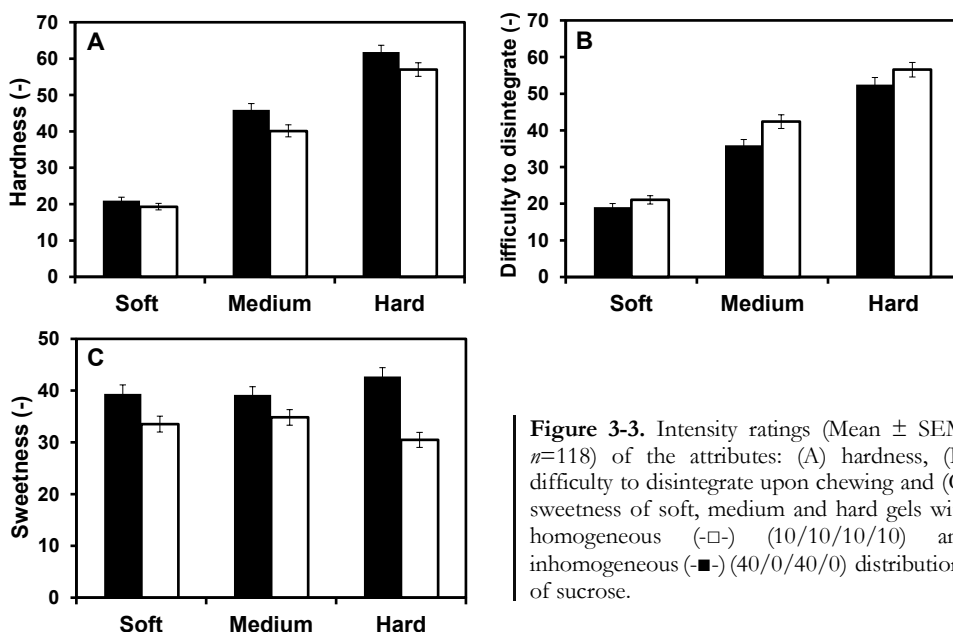 A
Hardness (-)
70
60
50
40
30
20
10
0
Soft Medium Hard
B
Difficulty to disintegrate (-)
70
60
50
40
30
20
10
0
Soft Medium Hard
C
Sweetness (-)
50
40
30
20
10
0
Soft Medium Hard
Figure 3-3. Intensity ratings (Mean ± SEM
n=118) of the attributes: (A) hardness, (
difficulty to disintegrate upon chewing and (
sweetness of soft, medium and hard gels wi
homogeneous (-□-) (10/10/10/10) an
inhomogeneous (-■-) (40/0/40/0) distribution
of sucrose.